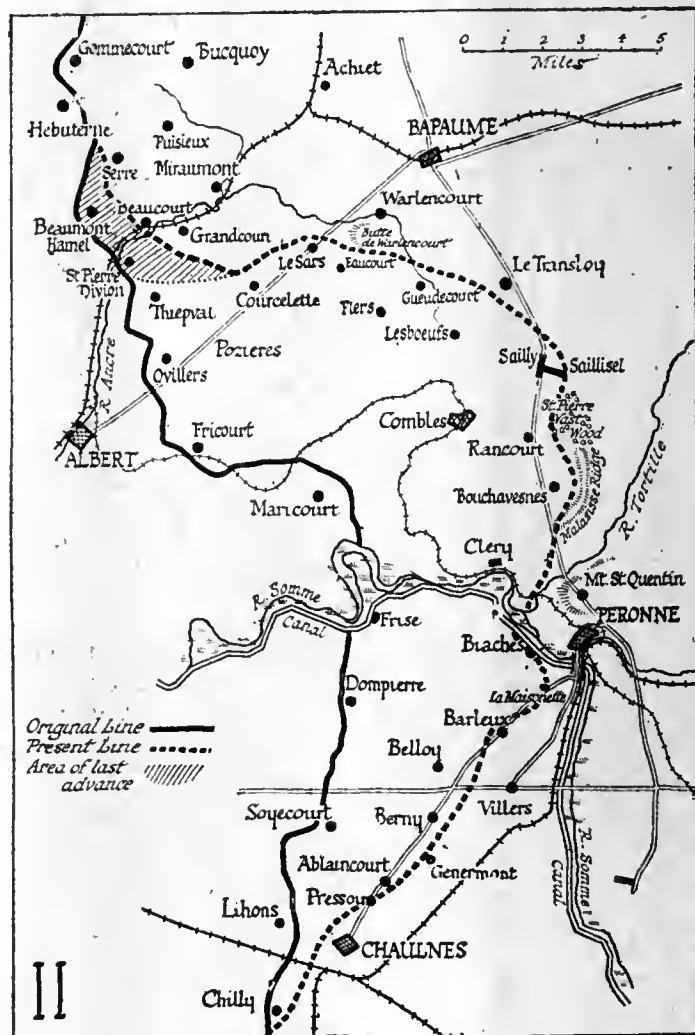 Gommecourt
Bucquoy
Achiet
0 1 2 3 4 5
Miles
Hebuterne
Puisieux
BAPAUME
Serre
Miraumont
Warlencourt
Beaumont
Hamel
Beaucourt
Grandcourt
Butte
de Warlencourt
Le Sars
Eaucourt
Le Transloy
St Pierre
Divion
Thiepval
Courcelette
Flers
Gueudecourt
Lesbœufs
R. Ancre
Ovillers
Pozieres
Sailly
Saillisel
St. Pierre
Vast
Wood
ALBERT
Fricourt
Combles
Rancourt
Maricourt
Bouchavesnes
Malassise Ridge
R. Tortille
Clery
Mt. St. Quentin
PERONNE
R. Somme
Canal
Frise
Biaches
La Maisonette
Dompierre
Barleux
Original Line
Present Line
Area of last
advance
Belloy
Villers
Soyecourt
Berny
R. Somme
Canal
Ablaincourt
Genermont
Pressoir
Lihons
CHAULNES
II
Chilly